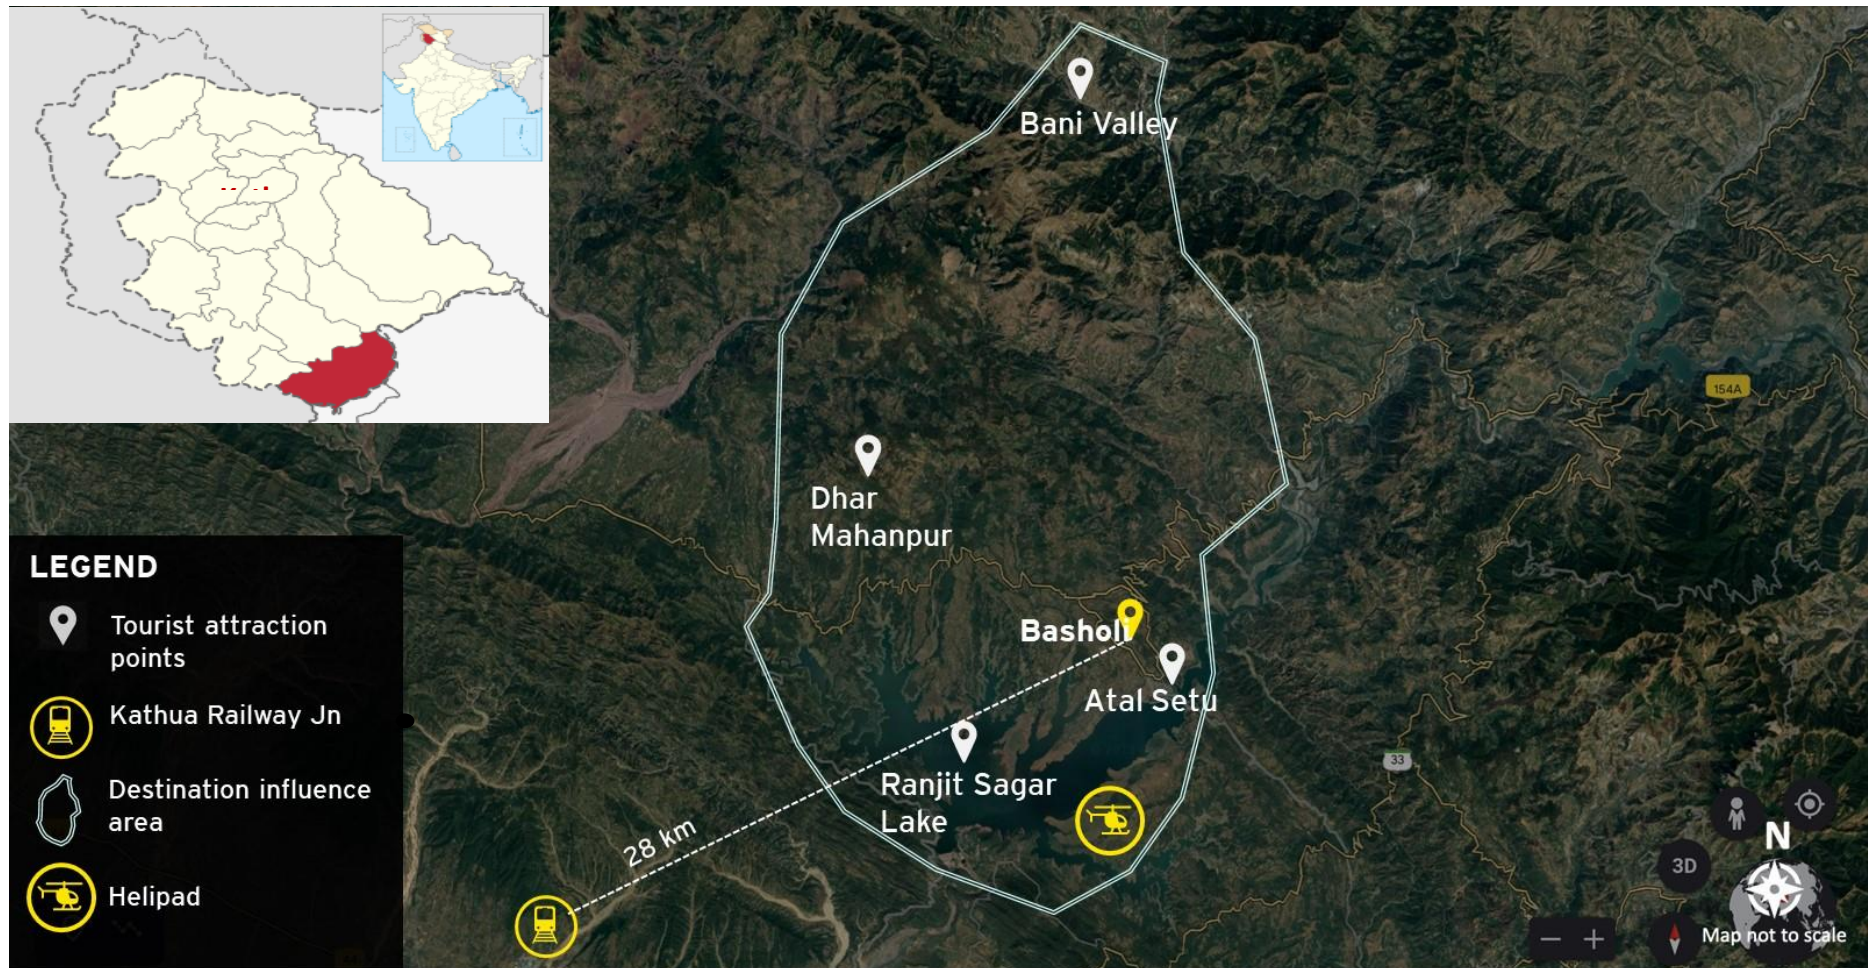 Bani Valley
154A
Dhar
Mahanpur
Basholi
Atal Setu
Ranjit Sagar
Lake
28 km
33
LEGEND
Tourist attraction
points
Kathua Railway Jn
Destination influence
area
Helipad
N
3D
Map not to scale